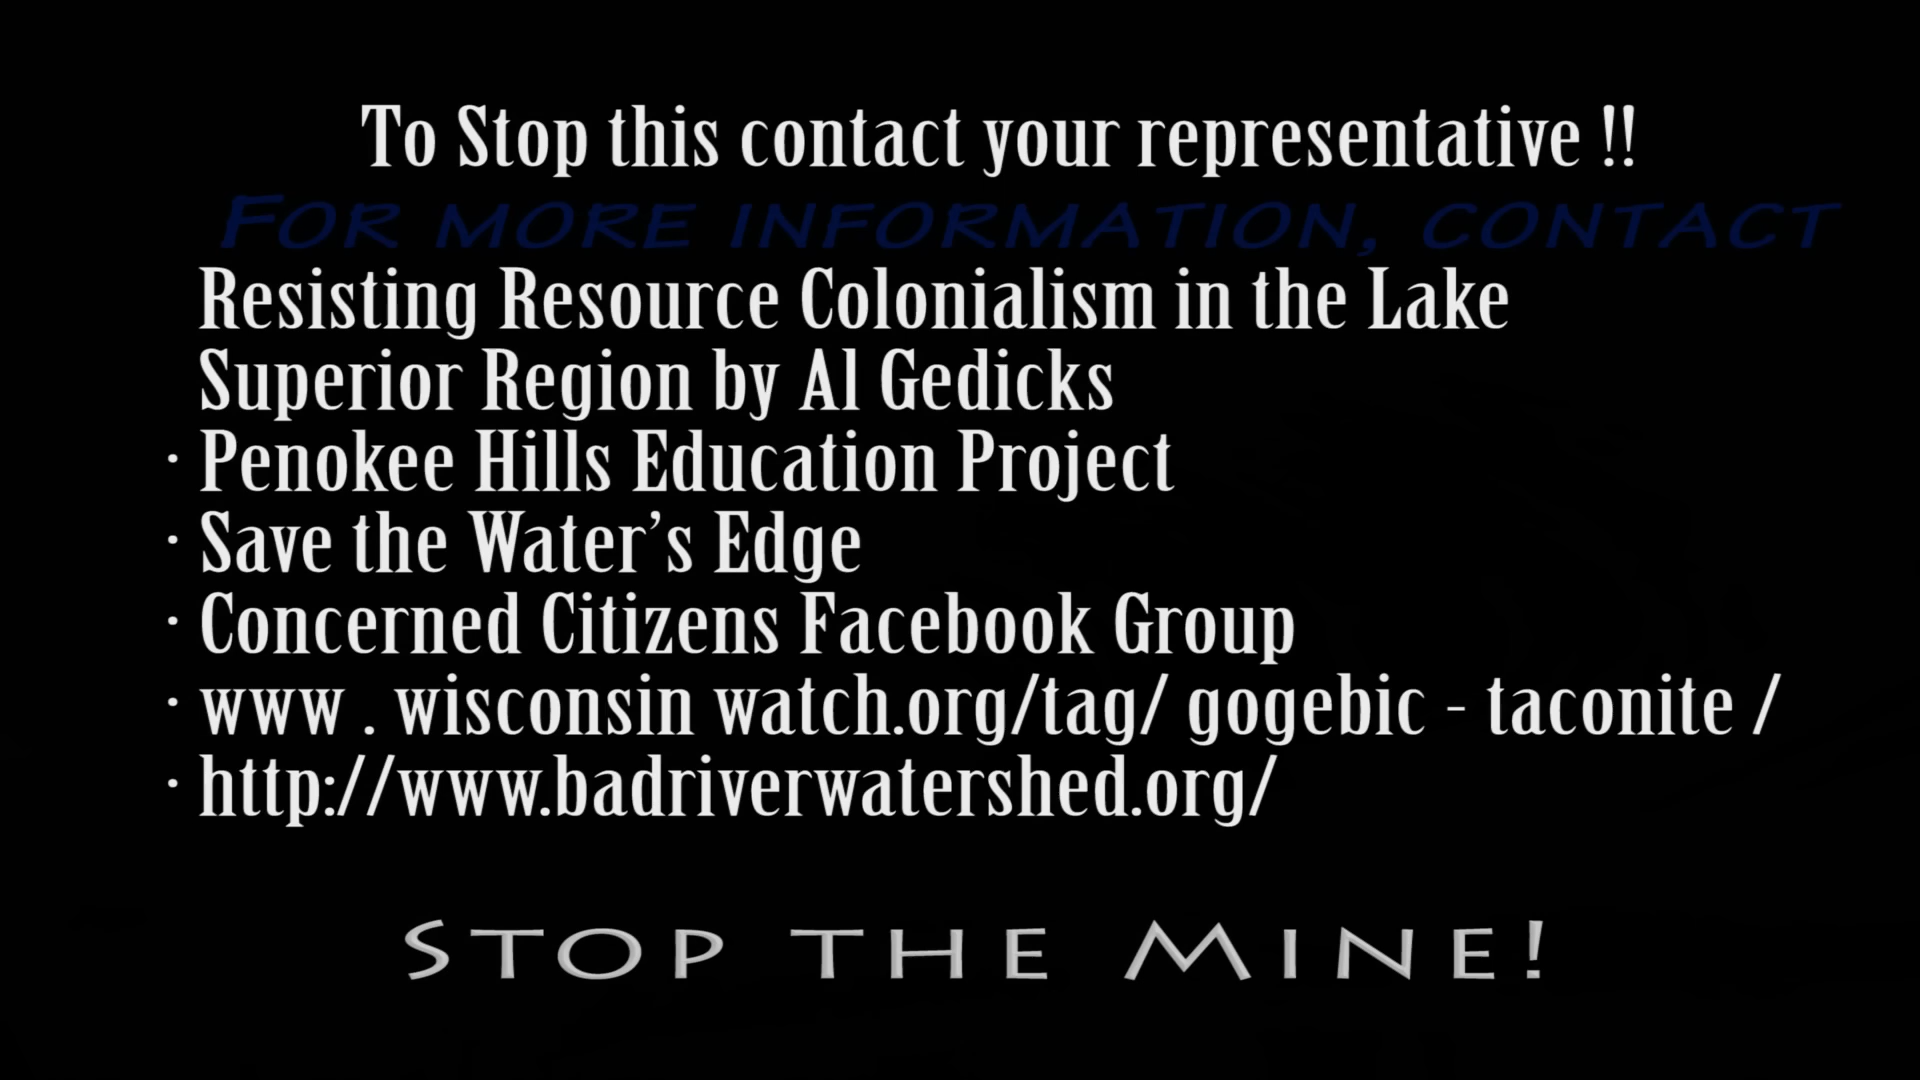 To Stop this contact your representative !!
FOR MORE INFORMATION, CONTACT
Resisting Resource Colonialism in the Lake
Superior Region by Al Gedicks
· Penokee Hills Education Project
· Save the Water’s Edge
· Concerned Citizens Facebook Group
· www . wisconsin watch.org/tag/ gogebic - taconite /
· http://www.badriverwatershed.org/
STOP THE MINE!